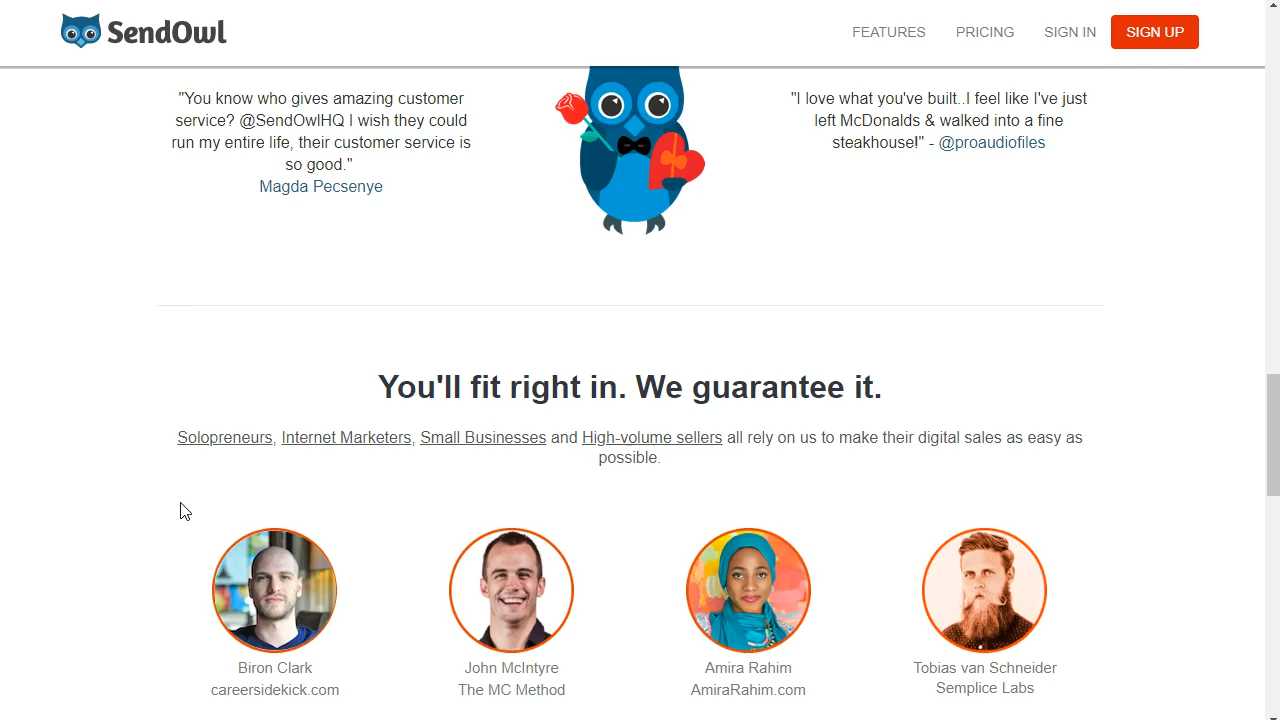 SendOwl
FEATURES PRICING SIGN IN SIGN UP
"You know who gives amazing customer
service? @SendOwlHQ I wish they could
run my entire life, their customer service is
so good."
Magda Pecsenye
"I love what you've built..I feel like I've just
left McDonalds & walked into a fine
steakhouse!" - @proaudiofiles
You'll fit right in. We guarantee it.
Solopreneurs, Internet Marketers, Small Businesses and High-volume sellers all rely on us to make their digital sales as easy as
possible.
Biron Clark
careersidekick.com
John McIntyre
The MC Method
Amira Rahim
AmiraRahim.com
Tobias van Schneider
Semplice Labs